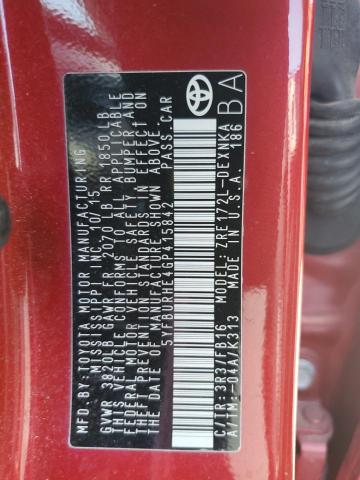 MFD. BY: TOYOTA MOTOR MANUFACTURING
MISSISSIPPI, INC. 10/15
GVWR 3820LB GAWR FR 2070 LB RR 1850LB
THIS VEHICLE CONFORMS TO ALL APPLICABLE
FEDERAL MOTOR VEHICLE SAFETY, BUMPER AND
THEFT PREVENTION STANDARDS IN EFFECT ON
THE DATE OF MANUFACTURE SHOWN ABOVE.
5YFBURHE4GP415842 PASS. CAR
C/TR: 3R3/FB16 ZRE172L-DEXNKA
A/TM: -04A/K313 MADE IN U.S.A. 186
BA
TOYOTA